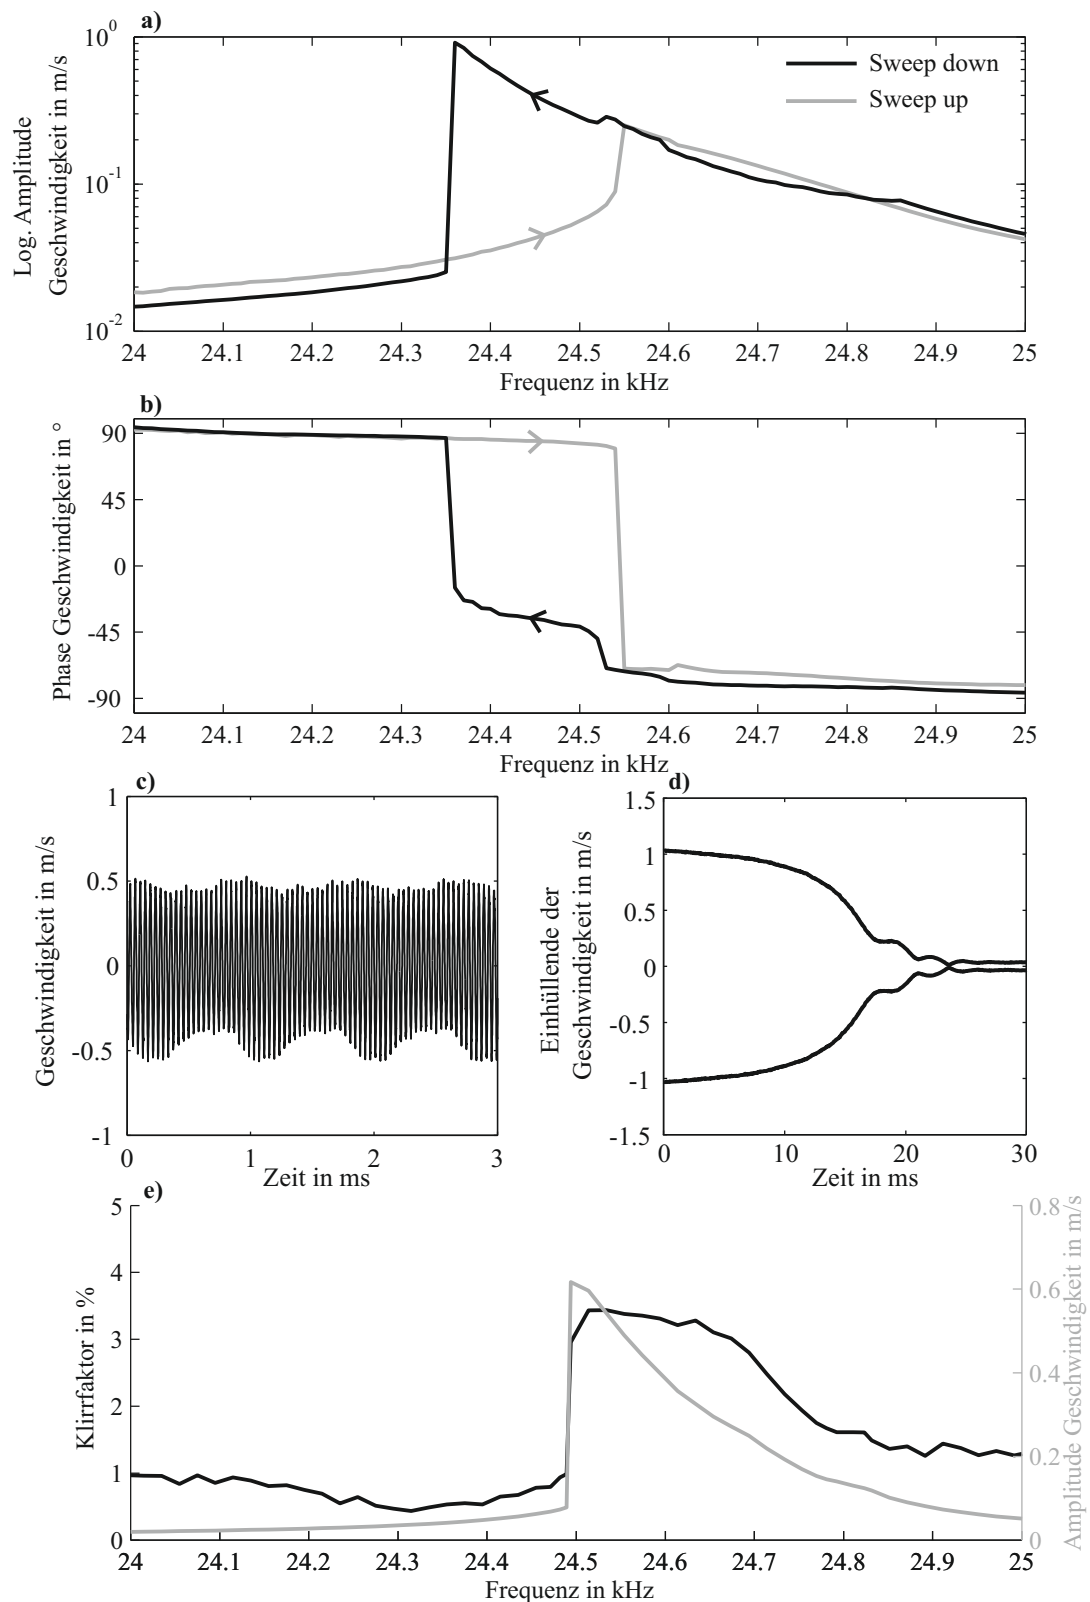 a)
10^0
10^-1
10^-2
Log. Amplitude
Geschwindigkeit in m/s
Sweep down
Sweep up
24 24.1 24.2 24.3 24.4 24.5 24.6 24.7 24.8 24.9 25
Frequenz in kHz
b)
90
45
0
-45
-90
Phase Geschwindigkeit in °
24 24.1 24.2 24.3 24.4 24.5 24.6 24.7 24.8 24.9 25
Frequenz in kHz
c)
1
0.5
0
-0.5
-1
Geschwindigkeit in m/s
0 1 2 3
Zeit in ms
d)
1.5
1
0.5
0
-0.5
-1
-1.5
Einhüllende der
Geschwindigkeit in m/s
0 10 20 30
Zeit in ms
e)
5
4
3
2
1
0
Klirrfaktor in %
0.8
0.6
0.4
0.2
0
Amplitude Geschwindigkeit in m/s
24 24.1 24.2 24.3 24.4 24.5 24.6 24.7 24.8 24.9 25
Frequenz in kHz